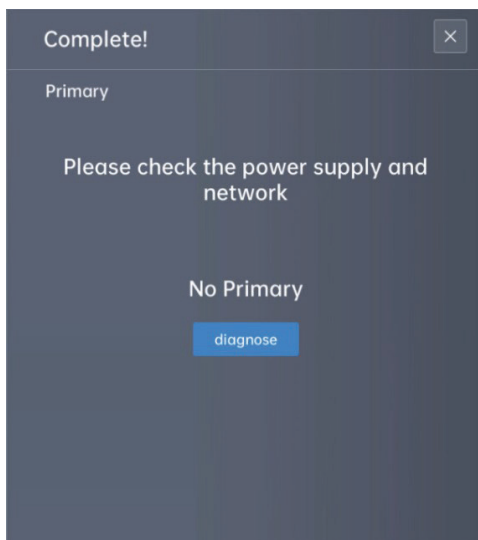 Complete!
Primary
Please check the power supply and
network
No Primary
diagnose